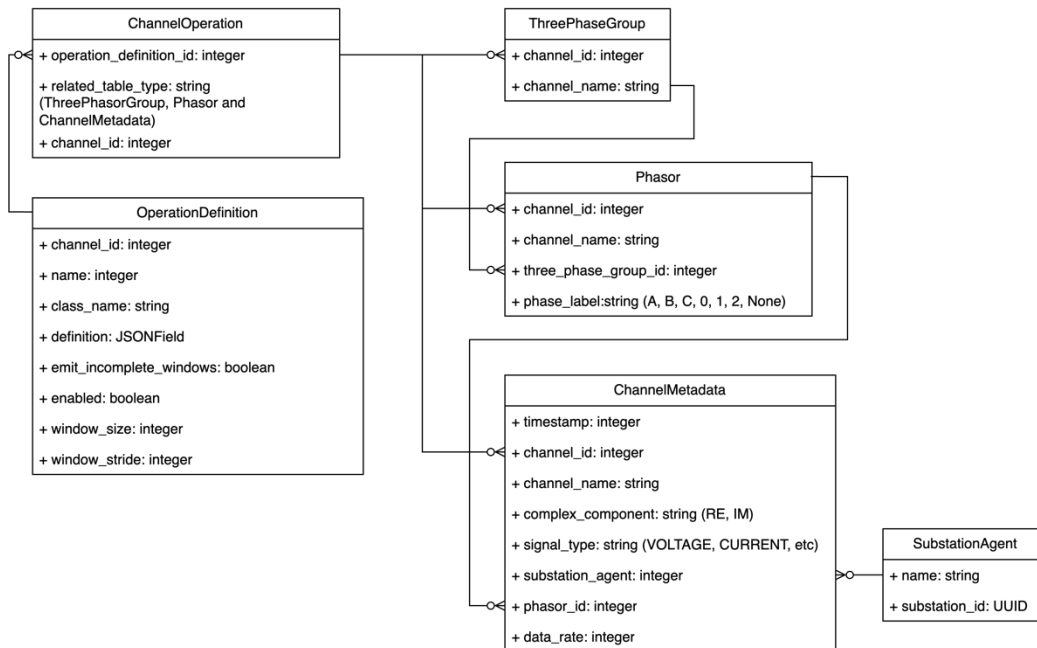 ChannelOperation
+ operation_definition_id: integer
+ related_table_type: string
(ThreePhasorGroup, Phasor and
ChannelMetadata)
+ channel_id: integer
OperationDefinition
+ channel_id: integer
+ name: integer
+ class_name: string
+ definition: JSONField
+ emit_incomplete_windows: boolean
+ enabled: boolean
+ window_size: integer
+ window_stride: integer
ThreePhaseGroup
+ channel_id: integer
+ channel_name: string
Phasor
+ channel_id: integer
+ channel_name: string
+ three_phase_group_id: integer
+ phase_label:string (A, B, C, 0, 1, 2, None)
ChannelMetadata
+ timestamp: integer
+ channel_id: integer
+ channel_name: string
+ complex_component: string (RE, IM)
+ signal_type: string (VOLTAGE, CURRENT, etc)
+ substation_agent: integer
+ phasor_id: integer
+ data_rate: integer
SubstationAgent
+ name: string
+ substation_id: UUID